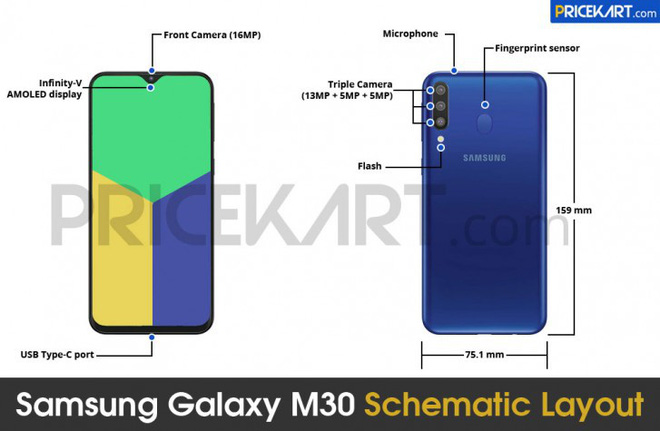 PRICEKART.com
Front Camera (16MP)
Infinity-V
AMOLED display
USB Type-C port
Microphone
Fingerprint sensor
Triple Camera
(13MP + 5MP + 5MP)
Flash
SAMSUNG
159 mm
75.1 mm
PRICEKART.com
Samsung Galaxy M30 Schematic Layout